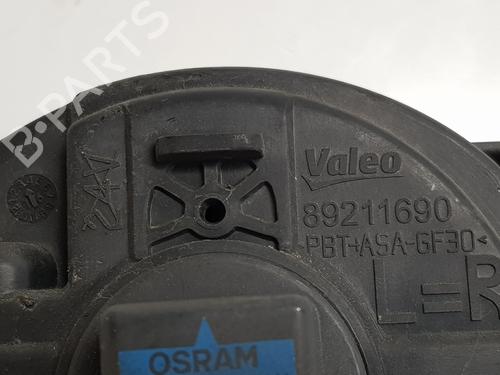 B-PARTS
Valeo
89211690
PBT+ASA-GF30<
L=R
OSRAM